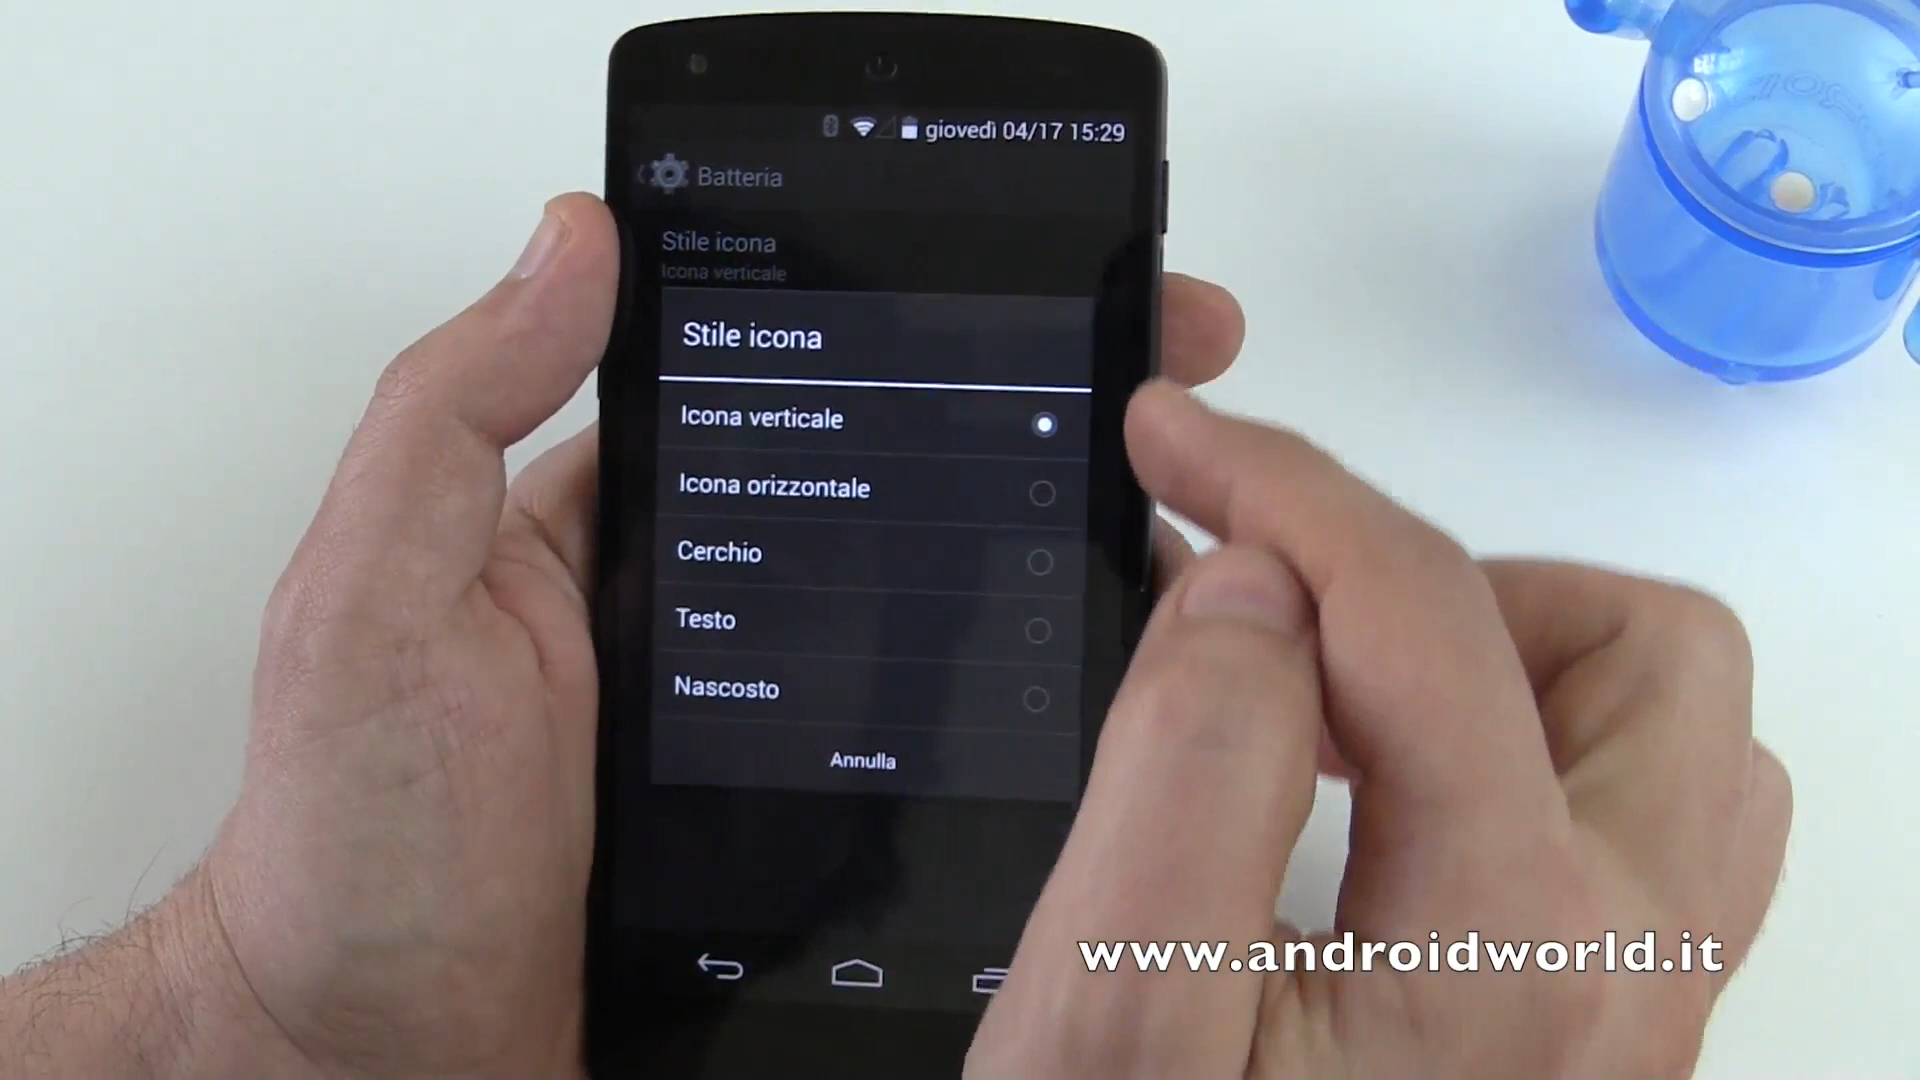 giovedì 04/17 15:29
Batteria
Stile icona
Icona verticale
Stile icona
Icona verticale
Icona orizzontale
Cerchio
Testo
Nascosto
Annulla
www.androidworld.it